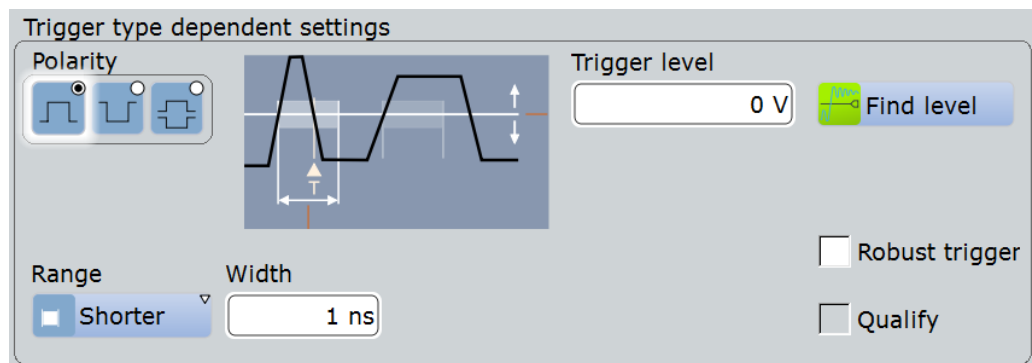 Trigger type dependent settings
Polarity
Trigger level
0 V
Find level
T
Robust trigger
Range
Width
Shorter
1 ns
Qualify